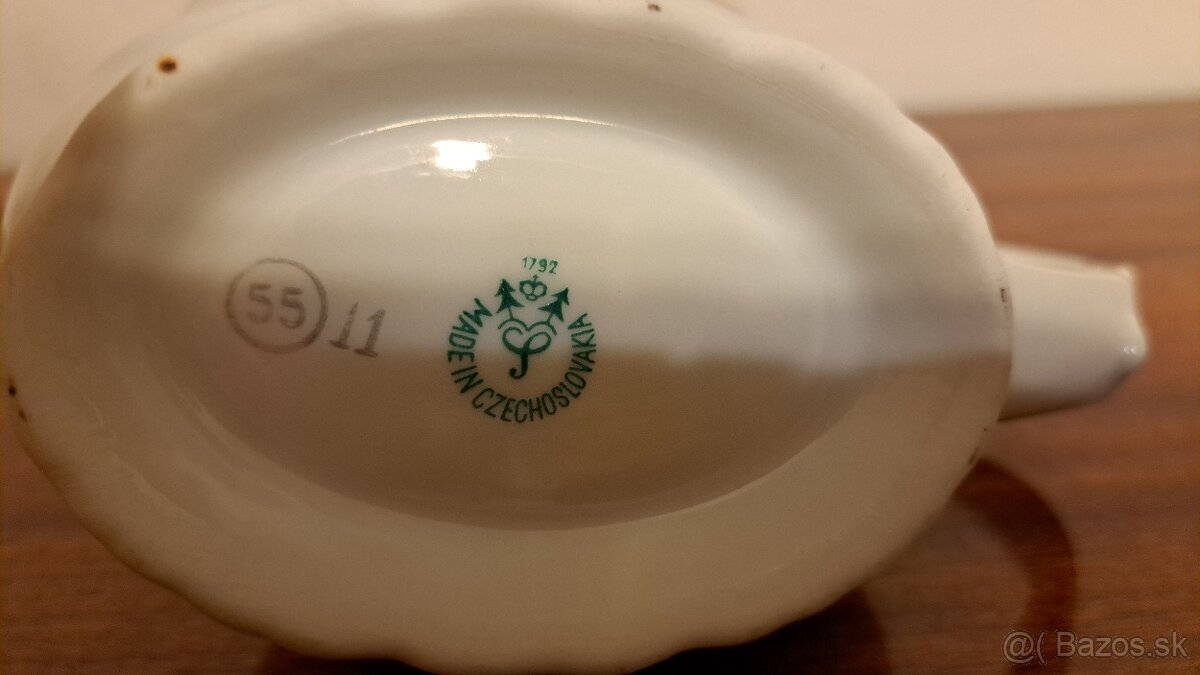 1792
MADE IN CZECHOSLOVAKIA
S
55 11
@( Bazos.sk